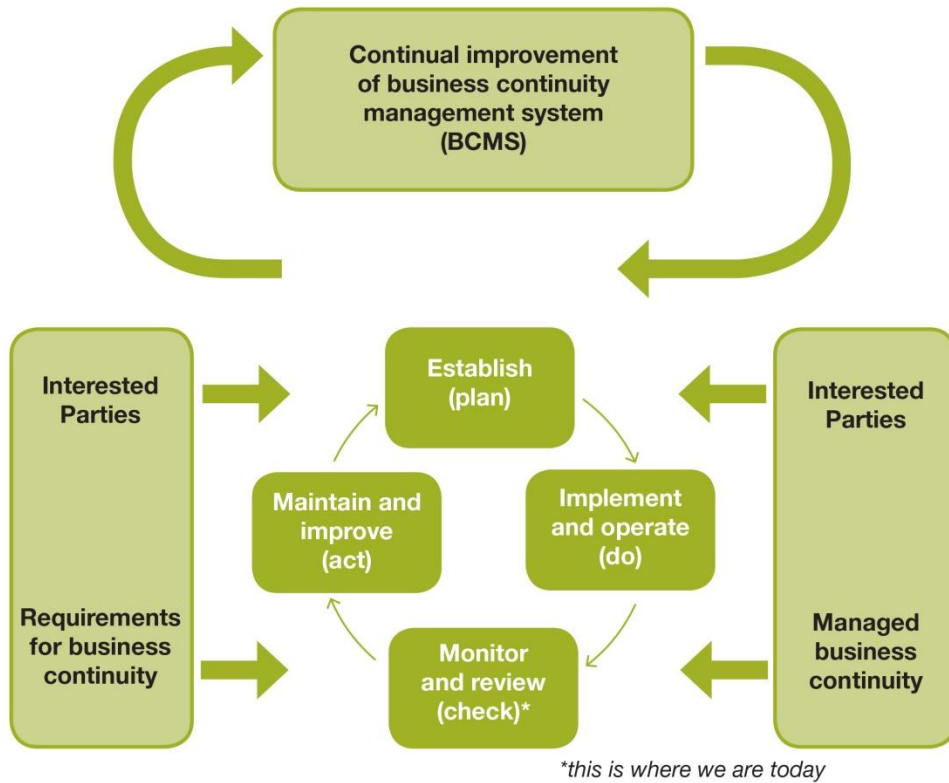 Continual improvement
of business continuity
management system
(BCMS)
Interested
Parties
Requirements
for business
continuity
Establish
(plan)
Maintain and
improve
(act)
Implement
and operate
(do)
Monitor
and review
(check)*
Interested
Parties
Managed
business
continuity
*this is where we are today